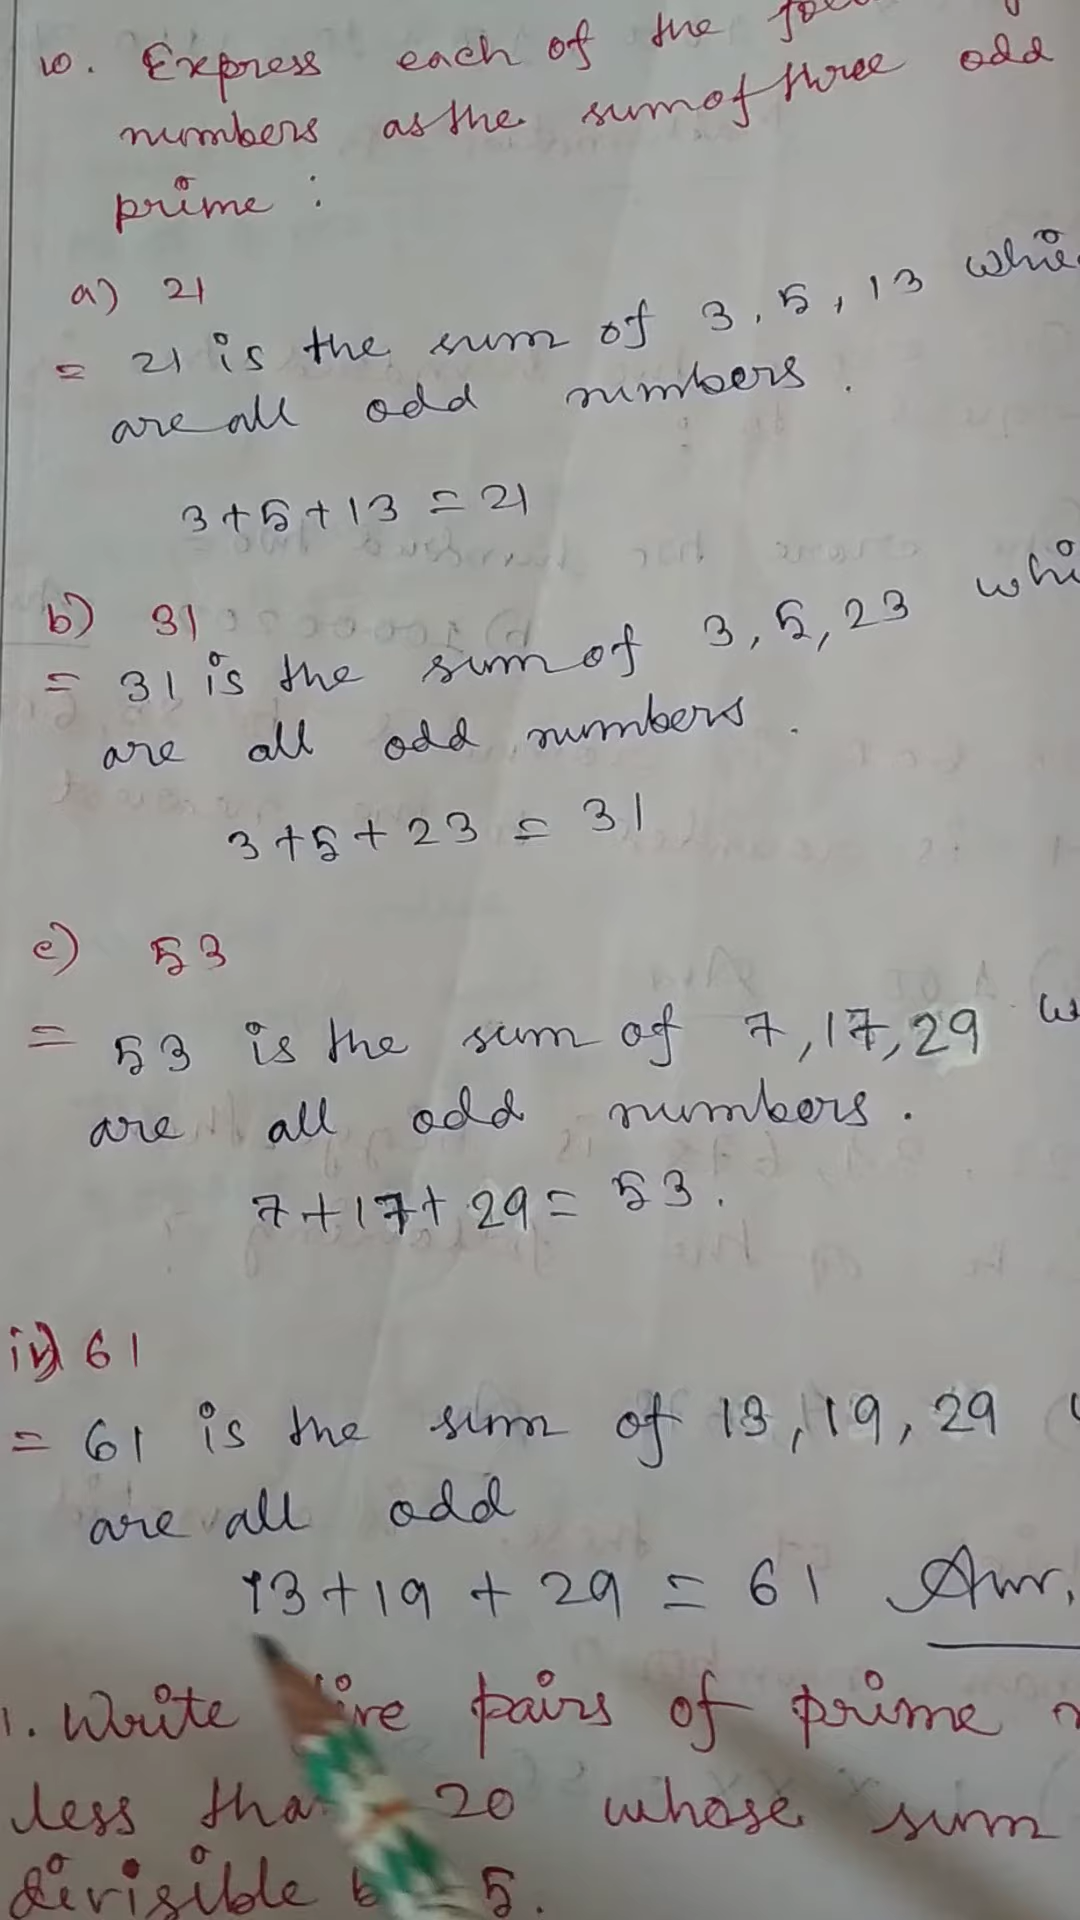 10. Express each of the
numbers as the sum of three odd
prime :
a) 21
= 21 is the sum of 3, 5, 13
are all odd numbers.
3+5+13 = 21
b) 31
= 31 is the sum of 3, 5, 23
are all odd numbers.
3+5+23 = 31
c) 53
= 53 is the sum of 7, 17, 29
are all odd numbers.
7+17+29 = 53.
iv) 61
= 61 is the sum of 13, 19, 29
are all odd
13+19+29 = 61 Ans.
1. Write pairs of prime
less 20 whose sum
divisible 5.